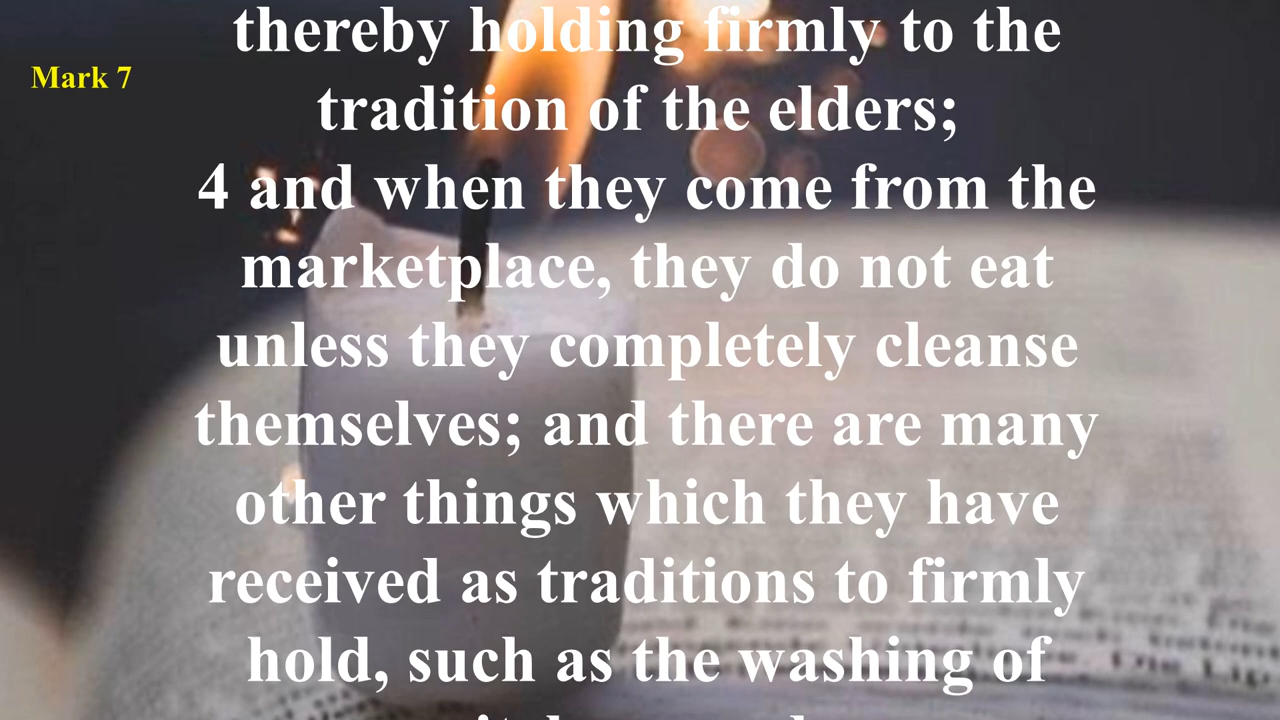 thereby holding firmly to the
Mark 7
tradition of the elders;
4 and when they come from the
marketplace, they do not eat
unless they completely cleanse
themselves; and there are many
other things which they have
received as traditions to firmly
hold, such as the washing of